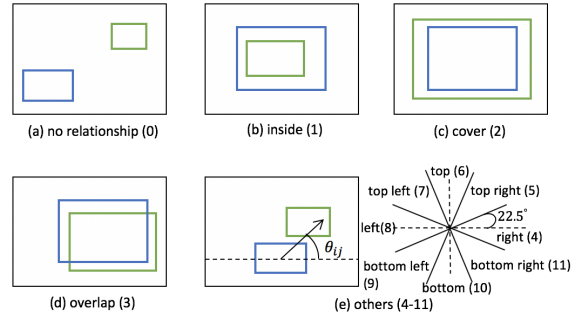 (a) no relationship (0)
(b) inside (1)
(c) cover (2)
top (6)
top left (7)
top right (5)
22.5°
left(8)
right (4)
θij
bottom left
(9)
bottom right (11)
bottom (10)
(d) overlap (3)
(e) others (4-11)